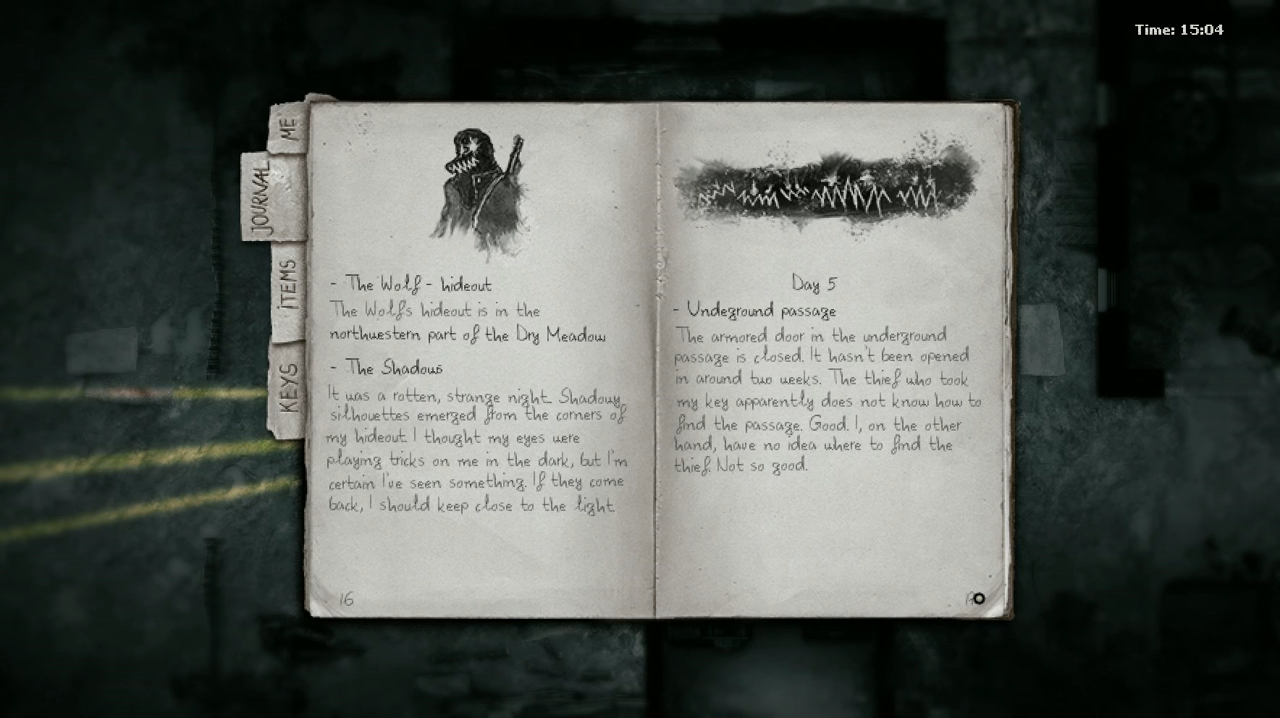 Time: 15:04
ME
JOURNAL
ITEMS
KEYS
- The Wolf - hideout
The Wolfs hideout is in the
northwestern part of the Dry Meadow
- The Shadows
It was a rotten, strange night. Shadowy
silhouettes emerged from the corners of
my hideout. I thought my eyes were
playing tricks on me in the dark, but I'm
certain I've seen something. If they come
back, I should keep close to the light
16
Day 5
- Undeground passage
The armored door in the underground
passage is closed. It hasn't been opened
in around two weeks. The thief who took
my key apparently does not know how to
find the passage. Good. I, on the other
hand, have no idea where to find the
thief. Not so good.